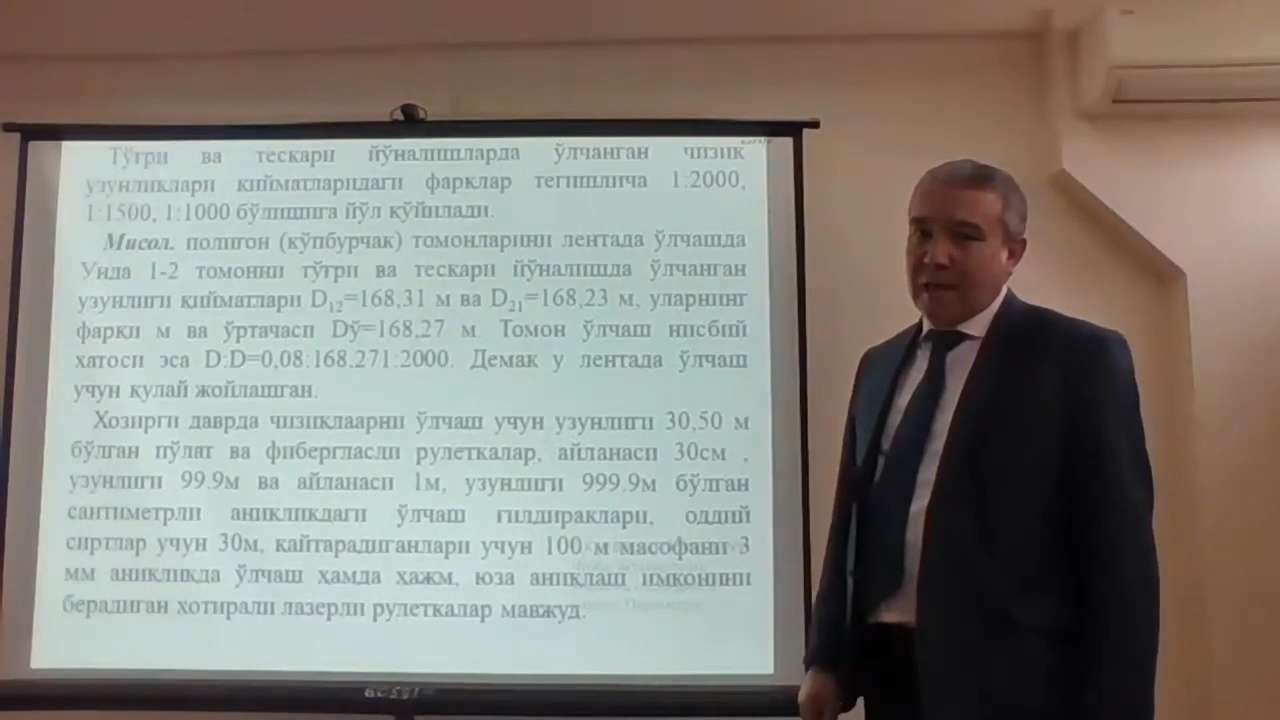 Тўғри ва тескари йўналишларда ўлчанган чизиқ
узунликлари қийматларидаги фарқлар тегишлича 1:2000,
1:1500, 1:1000 бўлишига йўл қўйилади.
Мисол. полигон (кўпбурчак) томонларини лентада ўлчашда
Унда 1-2 томонни тўғри ва тескари йўналишда ўлчанган
узунлиги қийматлари D12=168,31 м ва D21=168,23 м, уларнинг
фарқи м ва ўртачаси Dў=168,27 м. Томон ўлчаш нисбий
хатоси эса D:D=0,08:168.271:2000. Демак у лентада ўлчаш
учун қулай жойлашган.
Хозирги даврда чизиқлаарни ўлчаш учун узунлиги 30,50 м
бўлган пўлат ва фибергласли рулеткалар, айланаси 30см ,
узунлиги 99.9м ва айланаси 1м, узунлиги 999.9м бўлган
сантиметрли аниқликдаги ўлчаш ғилдираклари, оддий
сиртлар учун 30м, қайтарадиганлари учун 100 м масофани 3
мм аниқликда ўлчаш ҳамда ҳажм, юза аниқлаш имконини
берадиган хотирали лазерли рулеткалар мавжуд.